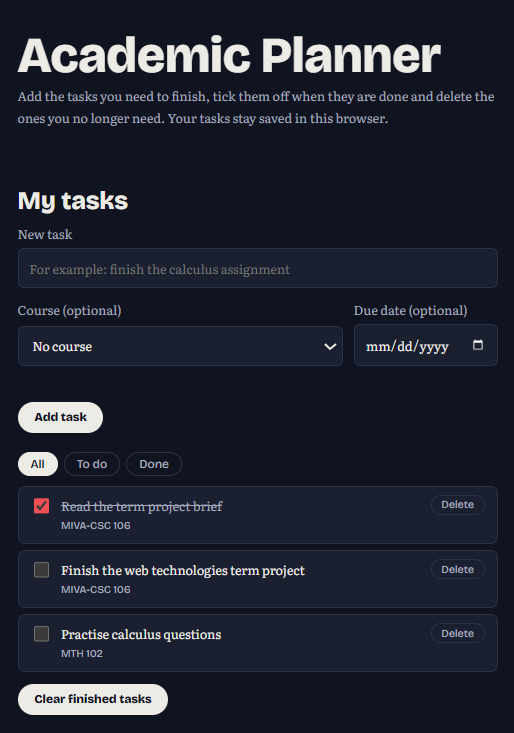 Academic Planner
Add the tasks you need to finish, tick them off when they are done and delete the
ones you no longer need. Your tasks stay saved in this browser.
My tasks
New task
For example: finish the calculus assignment
Course (optional)
Due date (optional)
No course
mm/dd/yyyy
Add task
All
To do
Done
Read the term project brief
Delete
MIVA-CSC 106
Finish the web technologies term project
Delete
MIVA-CSC 106
Practise calculus questions
Delete
MTH 102
Clear finished tasks